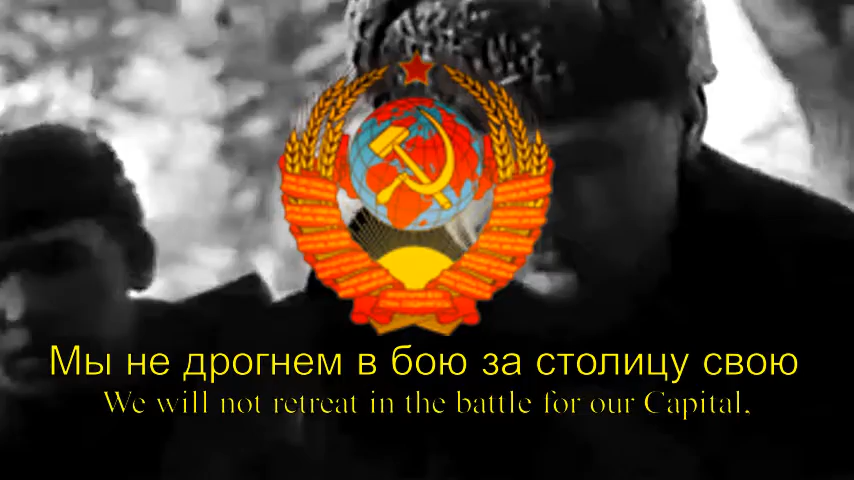 Мы не дрогнем в бою за столицу свою
We will not retreat in the battle for our Capital,